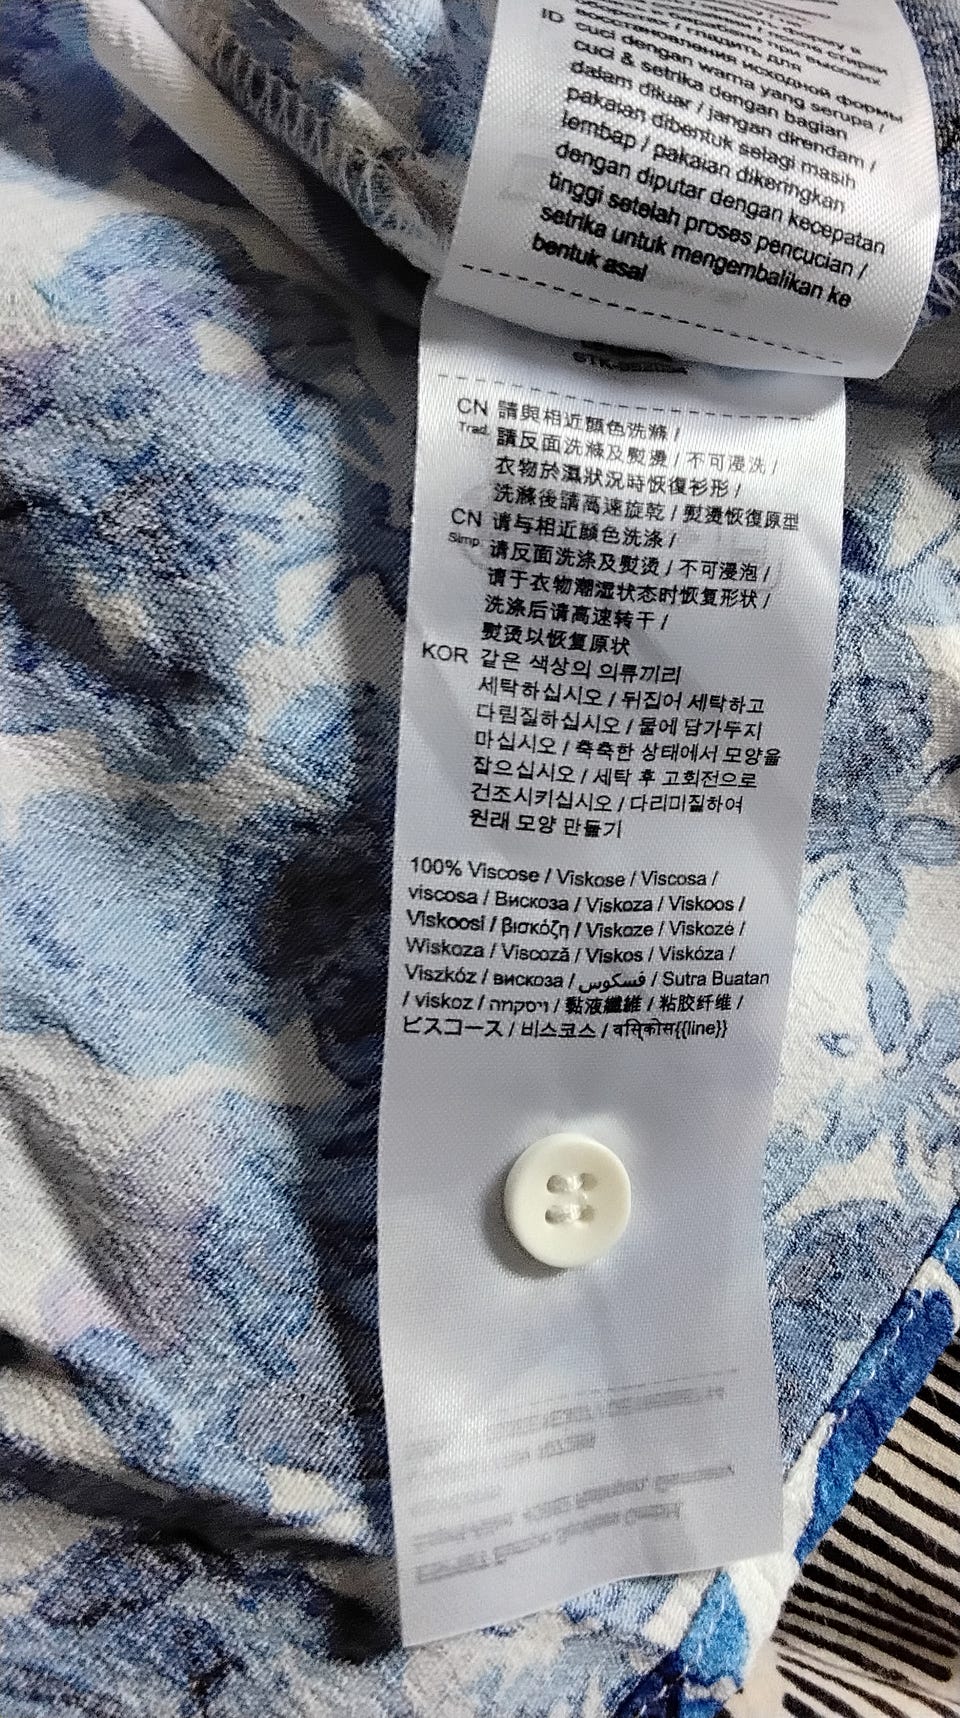 восстановления исходной формы
ID cuci dengan warna yang serupa /
cuci & setrika dengan bagian
dalam diluar / jangan direndam /
pakaian dibentuk selagi masih
lembap / pakaian dikeringkan
dengan diputar dengan kecepatan
tinggi setelah proses pencucian /
setrika untuk mengembalikan ke
bentuk asal
CN 請與相近顏色洗滌 /
Trad. 請反面洗滌及熨燙 / 不可浸洗 /
衣物於濕狀況時恢復衫形 /
洗滌後請高速旋乾 / 熨燙恢復原型
CN 请与相近颜色洗涤 /
Simp. 请反面洗涤及熨烫 / 不可浸泡 /
请于衣物潮湿状态时恢复形状 /
洗涤后请高速转干 /
熨烫以恢复原状
KOR 같은 색상의 의류끼리
세탁하십시오 / 뒤집어 세탁하고
다림질하십시오 / 물에 담가두지
마십시오 / 축축한 상태에서 모양을
잡으십시오 / 세탁 후 고회전으로
건조시키십시오 / 다리미질하여
원래 모양 만들기
100% Viscose / Viskose / Viscosa /
viscosa / Вискоза / Viskoza / Viskoos /
Viskoosi / βισκόζη / Viskoze / Viskozė /
Wiskoza / Viscoză / Viskos / Viskóza /
Viszkóz / вискоза / فسكوس / Sutra Buatan
/ viskoz / ויסקוזה / 黏液纖維 / 粘胶纤维 /
ビスコース / 비스코스 / वसि्कोस{{line}}